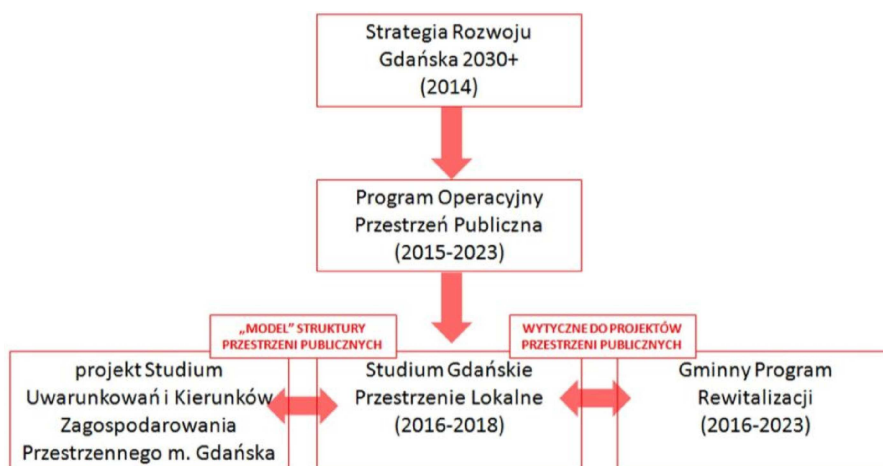 Strategia Rozwoju
Gdańska 2030+
(2014)
Program Operacyjny
Przestrzeń Publiczna
(2015-2023)
„MODEL” STRUKTURY
PRZESTRZENI PUBLICZNYCH
WYTYCZNE DO PROJEKTÓW
PRZESTRZENI PUBLICZNYCH
projekt Studium
Uwarunkowań i Kierunków
Zagospodarowania
Przestrzennego m. Gdańska
Studium Gdańskie
Przestrzenie Lokalne
(2016-2018)
Gminny Program
Rewitalizacji
(2016-2023)